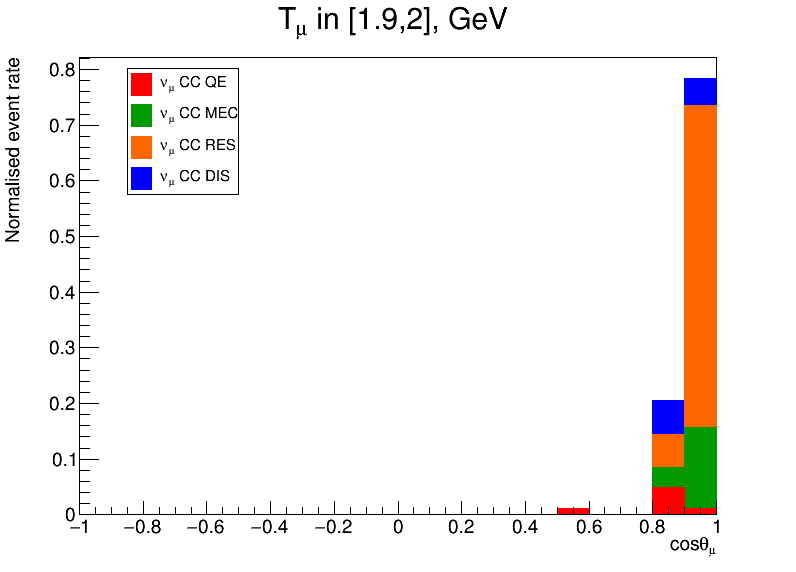 Tμ in [1.9,2], GeV
Normalised event rate
νμ CC QE
νμ CC MEC
νμ CC RES
νμ CC DIS
0.8
0.7
0.6
0.5
0.4
0.3
0.2
0.1
0
−1 −0.8 −0.6 −0.4 −0.2 0 0.2 0.4 0.6 0.8 1
cosθμ